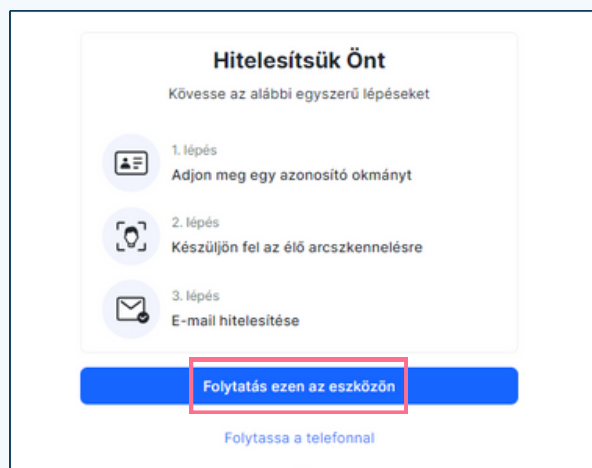 Hitelesítsük Önt
Kövesse az alábbi egyszerű lépéseket
1. lépés
Adjon meg egy azonosító okmányt
2. lépés
Készüljön fel az élő arcszkennelésre
3. lépés
E-mail hitelesítése
Folytatás ezen az eszközön
Folytassa a telefonnal